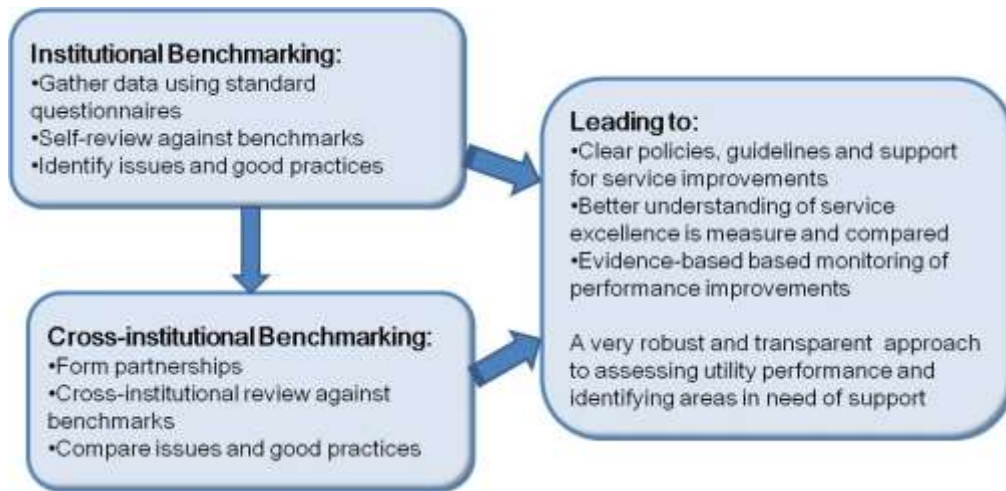 Institutional Benchmarking:
•Gather data using standard
questionnaires
•Self-review against benchmarks
•Identify issues and good practices
Cross-institutional Benchmarking:
•Form partnerships
•Cross-institutional review against
benchmarks
•Compare issues and good practices
Leading to:
•Clear policies, guidelines and support
for service improvements
•Better understanding of service
excellence is measure and compared
•Evidence-based based monitoring of
performance improvements
A very robust and transparent approach
to assessing utility performance and
identifying areas in need of support